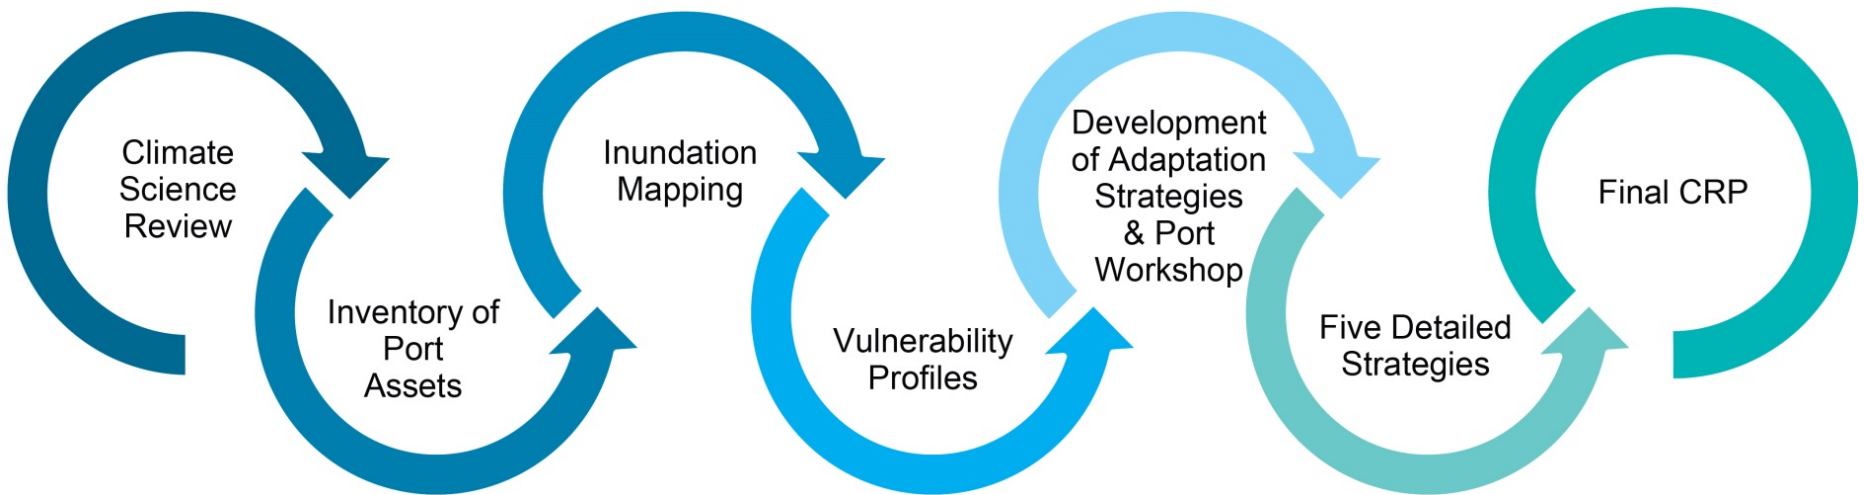 Climate
Science
Review
Inventory of
Port
Assets
Inundation
Mapping
Vulnerability
Profiles
Development
of Adaptation
Strategies
& Port
Workshop
Five Detailed
Strategies
Final CRP